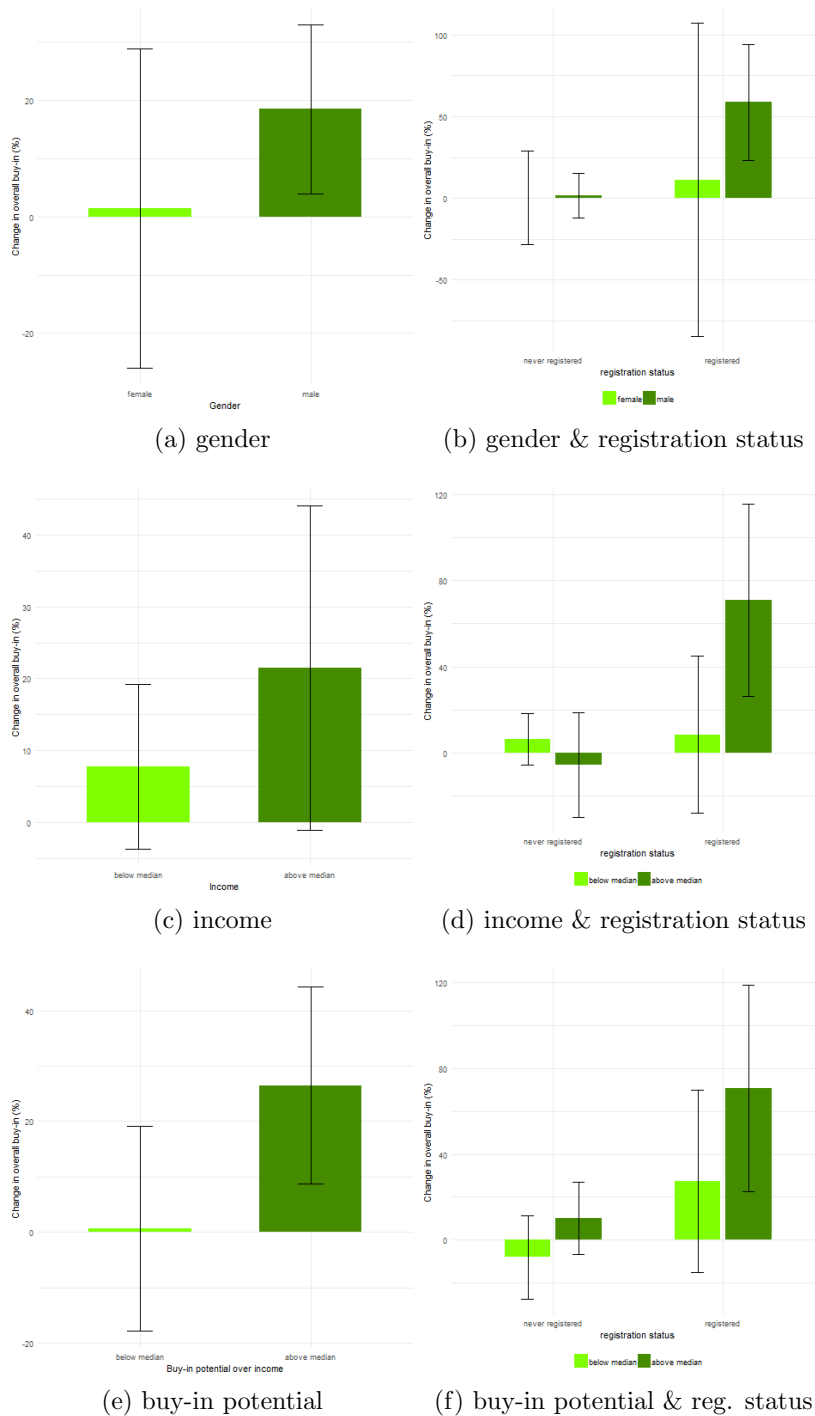 Change in overall buy-in (%)
20
0
-20
female
male
Gender
(a) gender
Change in overall buy-in (%)
100
50
0
-50
never registered
registered
registration status
female male
(b) gender & registration status
Change in overall buy-in (%)
40
30
20
10
0
below median
above median
Income
(c) income
Change in overall buy-in (%)
120
80
40
0
never registered
registered
registration status
below median above median
(d) income & registration status
Change in overall buy-in (%)
40
20
0
-20
below median
above median
Buy-in potential over income
(e) buy-in potential
Change in overall buy-in (%)
120
80
40
0
never registered
registered
registration status
below median above median
(f) buy-in potential & reg. status